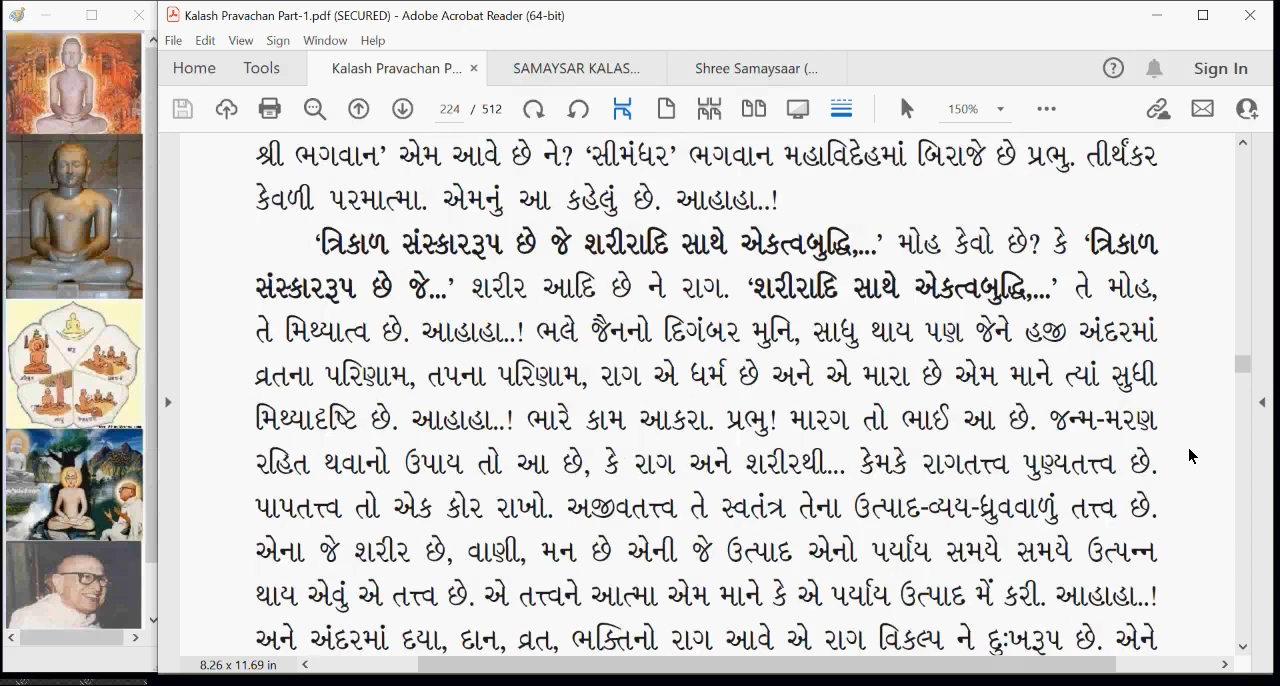 Kalash Pravachan Part-1.pdf (SECURED) - Adobe Acrobat Reader (64-bit)
File Edit View Sign Window Help
Home Tools Kalash Pravachan P... × SAMAYSAR KALAS... Shree Samaysaar (... Sign In
224 / 512 150%
શ્રી ભગવાન’ એમ આવે છે ને? ‘સીમંધર’ ભગવાન મહાવિદેહમાં બિરાજે છે પ્રભુ. તીર્થંકર
કેવળી પરમાત્મા. એમનું આ કહેલું છે. આહાહા..!
‘ત્રિકાળ સંસ્કારરૂપ છે જે શરીરાદિ સાથે એકત્વબુદ્ધિ,...’ મોહ કેવો છે? કે ‘ત્રિકાળ
સંસ્કારરૂપ છે જે...’ શરીર આદિ છે ને રાગ. ‘શરીરાદિ સાથે એકત્વબુદ્ધિ,...’ તે મોહ,
તે મિથ્યાત્વ છે. આહાહા..! ભલે જૈનનો દિગંબર મુનિ, સાધુ થાય પણ જેને હજી અંદરમાં
વ્રતના પરિણામ, તપના પરિણામ, રાગ એ ધર્મ છે અને એ મારા છે એમ માને ત્યાં સુધી
મિથ્યાદૃષ્ટિ છે. આહાહા..! ભારે કામ આકરા. પ્રભુ! મારગ તો ભાઈ આ છે. જન્મ-મરણ
રહિત થવાનો ઉપાય તો આ છે, કે રાગ અને શરીરથી... કેમકે રાગતત્ત્વ પુણ્યતત્ત્વ છે.
પાપતત્ત્વ તો એક કોર રાખો. અજીવતત્ત્વ તે સ્વતંત્ર તેના ઉત્પાદ-વ્યય-ધ્રુવવાળું તત્ત્વ છે.
એના જે શરીર છે, વાણી, મન છે એની જે ઉત્પાદ એનો પર્યાય સમયે સમયે ઉત્પન્ન
થાય એવું એ તત્ત્વ છે. એ તત્ત્વને આત્મા એમ માને કે એ પર્યાય ઉત્પાદ મેં કરી. આહાહા..!
અને અંદરમાં દયા, દાન, વ્રત, ભક્તિનો રાગ આવે એ રાગ વિકલ્પ ને દુઃખરૂપ છે. એને
8.26 x 11.69 in